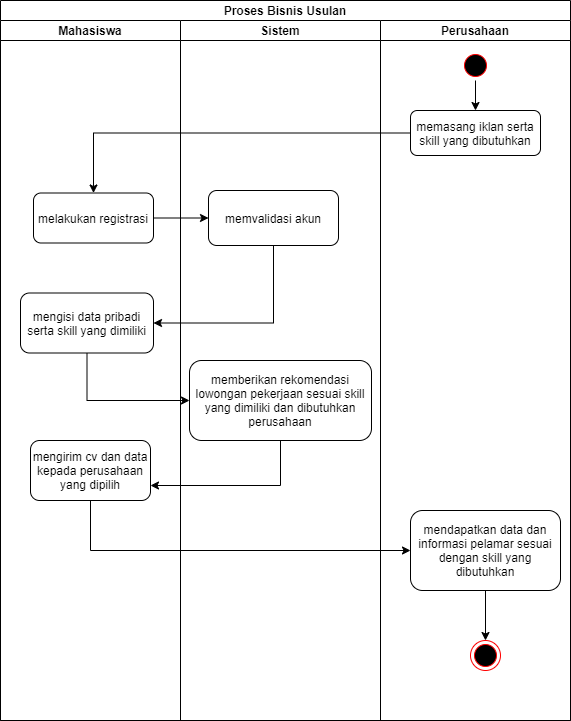 Proses Bisnis Usulan
Mahasiswa
Sistem
Perusahaan
memasang iklan serta
skill yang dibutuhkan
melakukan registrasi
memvalidasi akun
mengisi data pribadi
serta skill yang dimiliki
memberikan rekomendasi
lowongan pekerjaan sesuai skill
yang dimiliki dan dibutuhkan
perusahaan
mengirim cv dan data
kepada perusahaan
yang dipilih
mendapatkan data dan
informasi pelamar sesuai
dengan skill yang
dibutuhkan